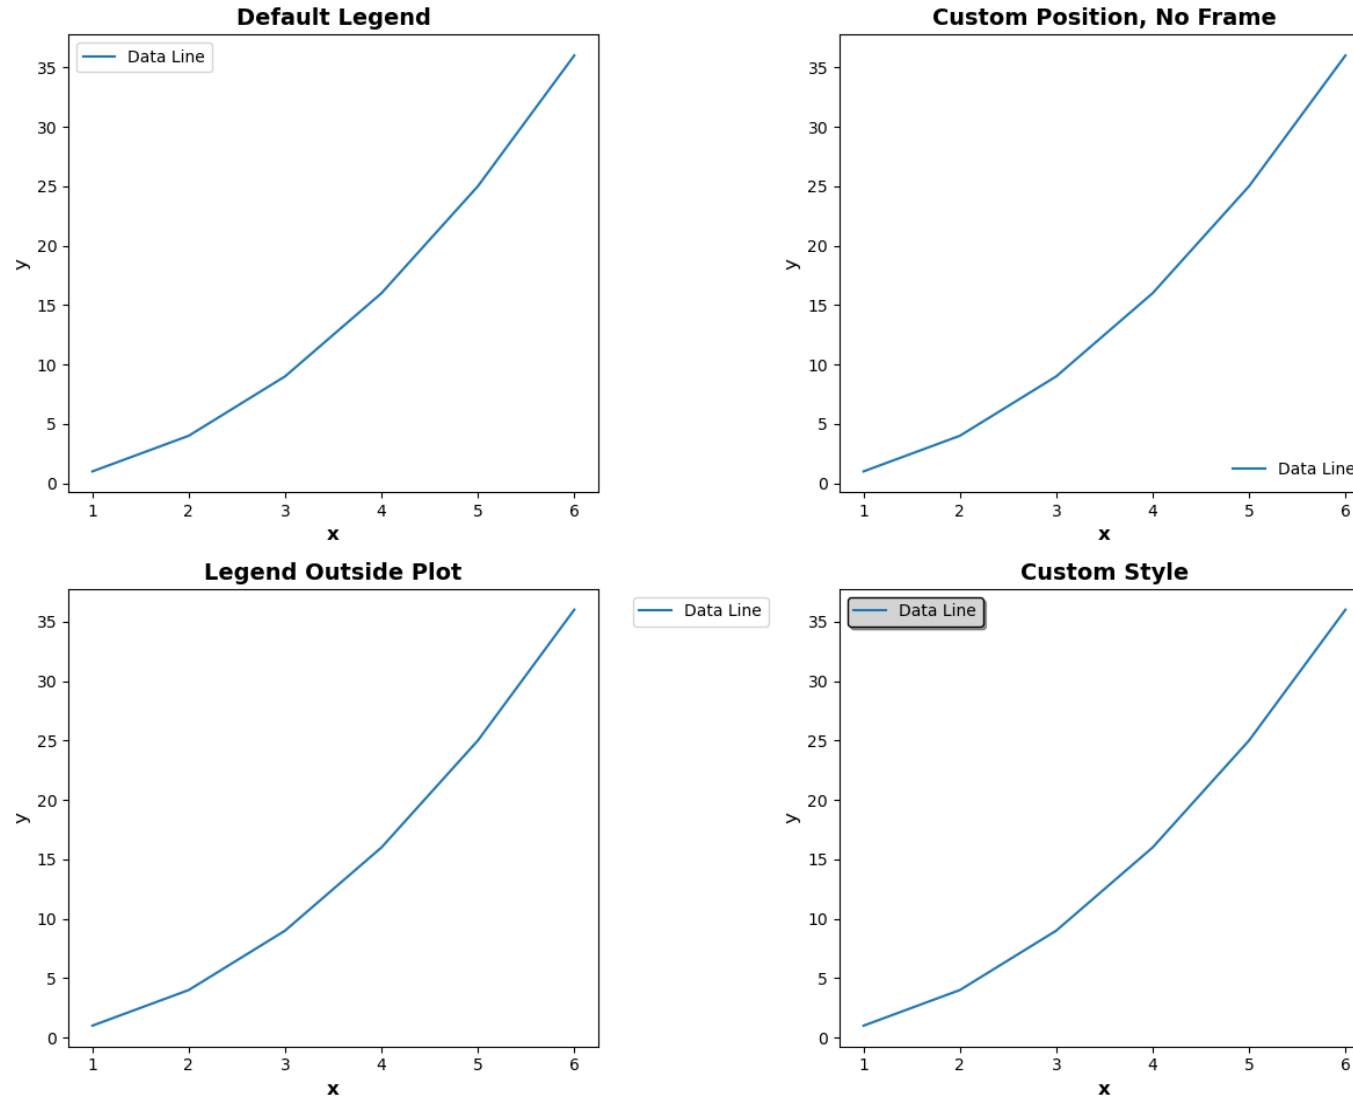 Default Legend
Data Line
35
30
25
20
15
10
5
0
y
1 2 3 4 5 6
x
Custom Position, No Frame
35
30
25
20
15
10
5
0
y
Data Line
1 2 3 4 5 6
x
Legend Outside Plot
Data Line
35
30
25
20
15
10
5
0
y
1 2 3 4 5 6
x
Custom Style
Data Line
35
30
25
20
15
10
5
0
y
1 2 3 4 5 6
x